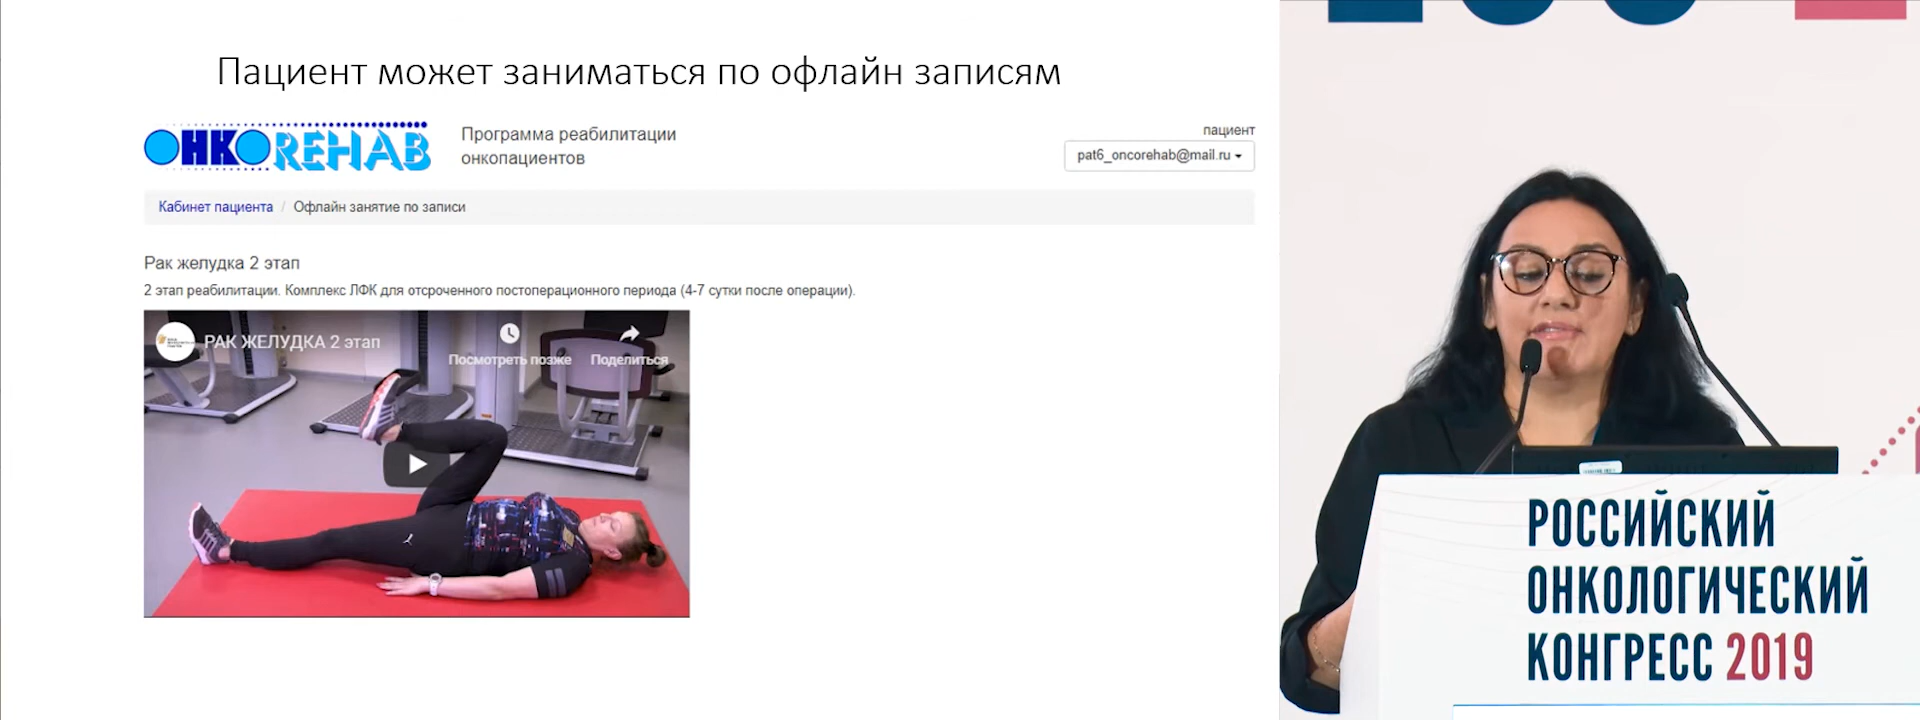 Пациент может заниматься по офлайн записям
ОНКОREHAB
Программа реабилитации
онкопациентов
пациент
pat6_oncorehab@mail.ru
Кабинет пациента / Офлайн занятие по записи
Рак желудка 2 этап
2 этап реабилитации. Комплекс ЛФК для отсроченного постоперационного периода (4-7 сутки после операции).
РАК ЖЕЛУДКА 2 этап
Посмотреть позже
Поделиться
РОССИЙСКИЙ
ОНКОЛОГИЧЕСКИЙ
КОНГРЕСС 2019